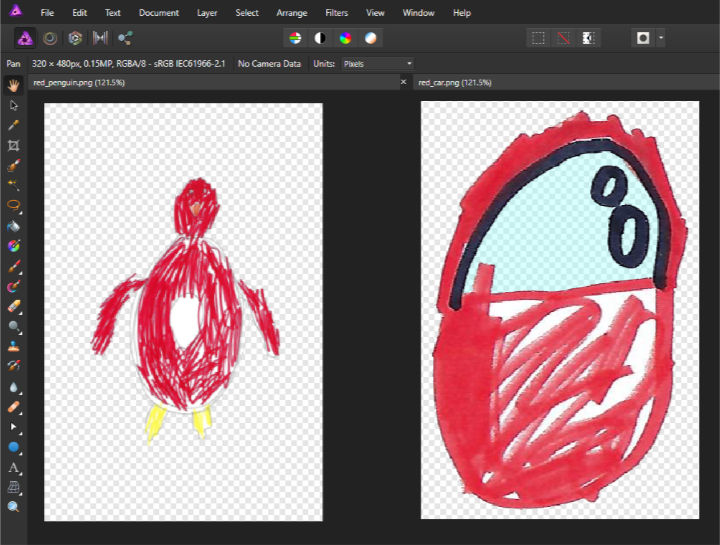 File Edit Text Document Layer Select Arrange Filters View Window Help
Pan 320 × 480px, 0.15MP, RGBA/8 - sRGB IEC61966-2.1 No Camera Data Units: Pixels
red_penguin.png (121.5%) × red_car.png (121.5%)
A